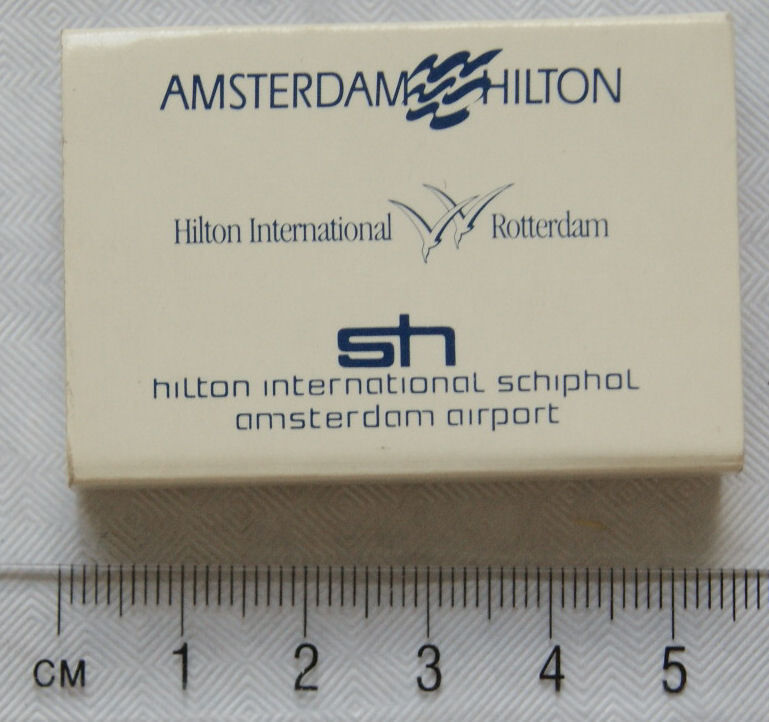 AMSTERDAM HILTON
Hilton International Rotterdam
sh
hilton international schiphol
amsterdam airport
CM 1 2 3 4 5